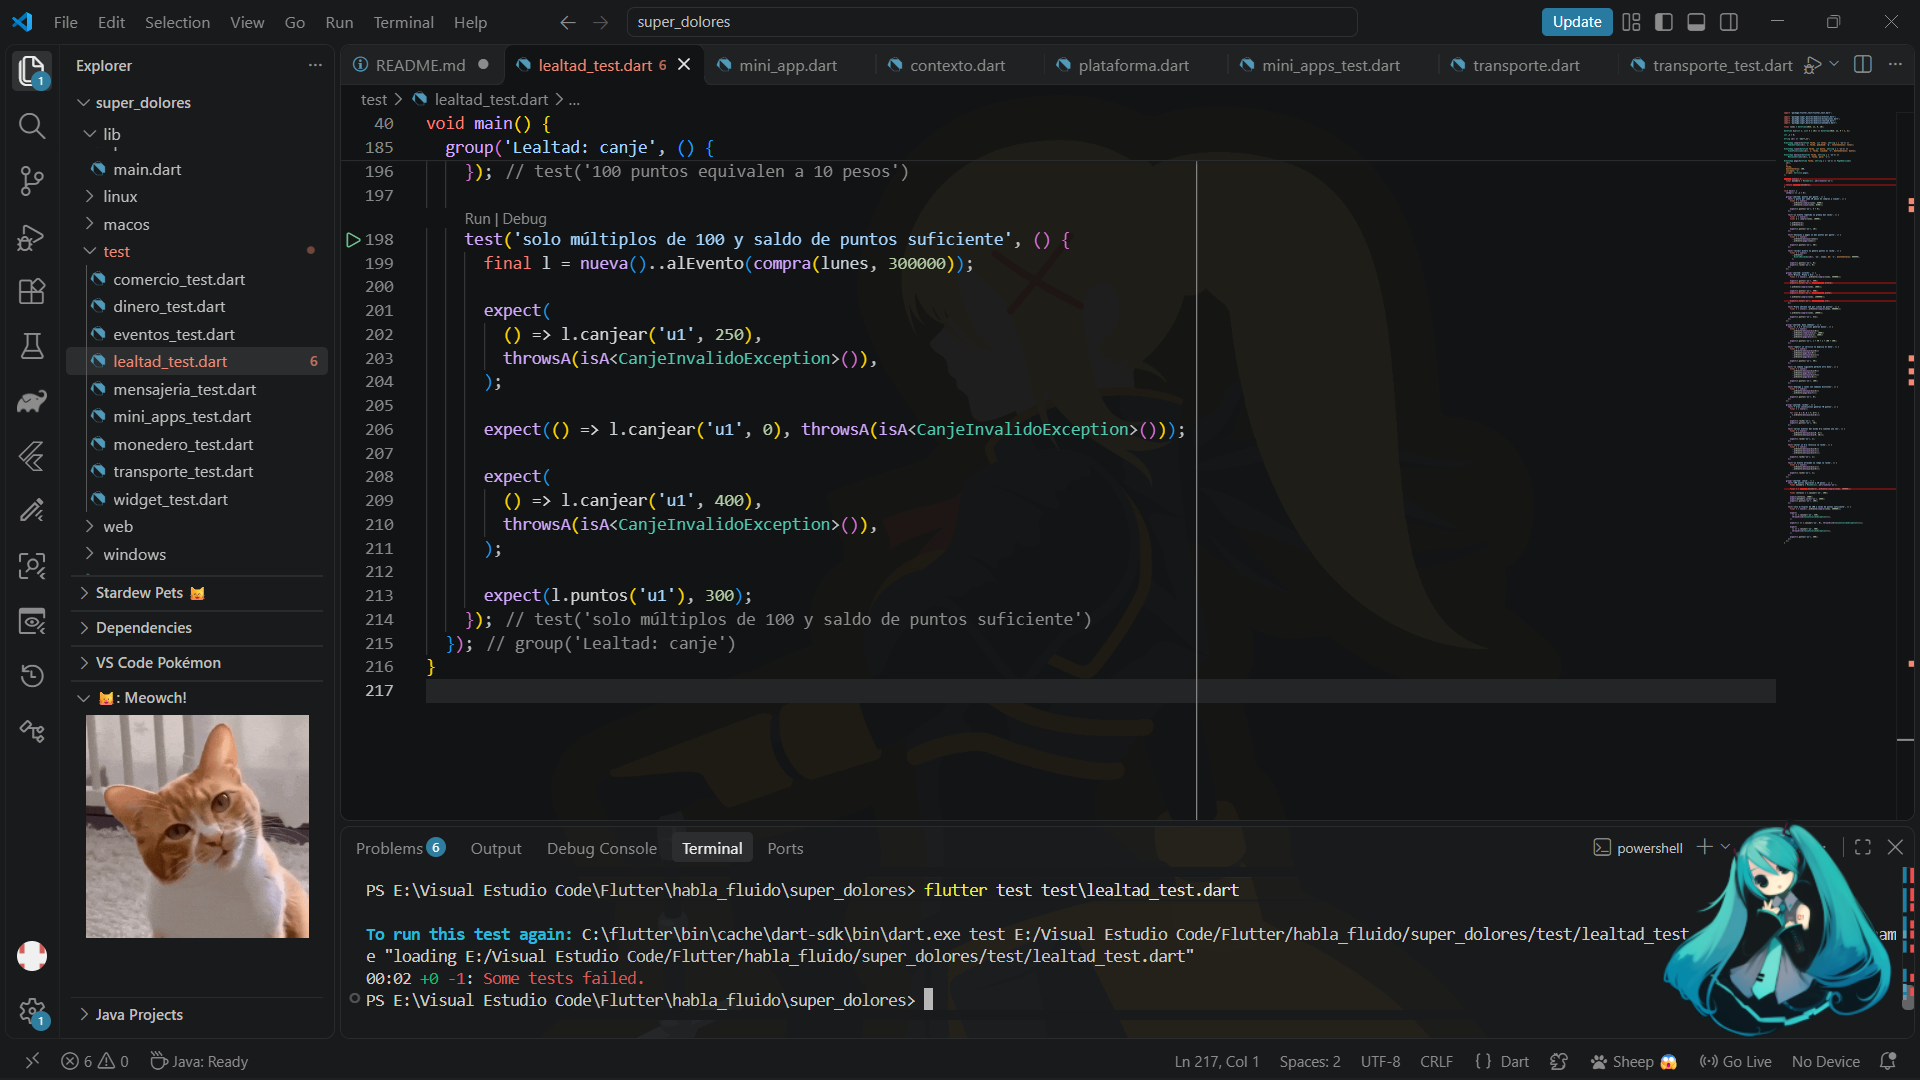 File Edit Selection View Go Run Terminal Help
super_dolores
Update
Explorer
super_dolores
lib
main.dart
linux
macos
test
comercio_test.dart
dinero_test.dart
eventos_test.dart
lealtad_test.dart 6
mensajeria_test.dart
mini_apps_test.dart
monedero_test.dart
transporte_test.dart
widget_test.dart
web
windows
Stardew Pets
Dependencies
VS Code Pokémon
: Meowch!
Java Projects
README.md
lealtad_test.dart 6
mini_app.dart
contexto.dart
plataforma.dart
mini_apps_test.dart
transporte.dart
transporte_test.dart
test > lealtad_test.dart > ...
40 void main() {
185 group('Lealtad: canje', () {
196 }); // test('100 puntos equivalen a 10 pesos')
197
Run | Debug
198 test('solo múltiplos de 100 y saldo de puntos suficiente', () {
199 final l = nueva()..alEvento(compra(lunes, 300000));
200
201 expect(
202 () => l.canjear('u1', 250),
203 throwsA(isA<CanjeInvalidoException>()),
204 );
205
206 expect(() => l.canjear('u1', 0), throwsA(isA<CanjeInvalidoException>()));
207
208 expect(
209 () => l.canjear('u1', 400),
210 throwsA(isA<CanjeInvalidoException>()),
211 );
212
213 expect(l.puntos('u1'), 300);
214 }); // test('solo múltiplos de 100 y saldo de puntos suficiente')
215 }); // group('Lealtad: canje')
216 }
217
Problems 6 Output Debug Console Terminal Ports
powershell
PS E:\Visual Estudio Code\Flutter\habla_fluido\super_dolores> flutter test test\lealtad_test.dart
To run this test again: C:\flutter\bin\cache\dart-sdk\bin\dart.exe test E:/Visual Estudio Code/Flutter/habla_fluido/super_dolores/test/lealtad_test
e "loading E:/Visual Estudio Code/Flutter/habla_fluido/super_dolores/test/lealtad_test.dart"
00:02 +0 -1: Some tests failed.
PS E:\Visual Estudio Code\Flutter\habla_fluido\super_dolores>
6 0 Java: Ready
Ln 217, Col 1 Spaces: 2 UTF-8 CRLF { } Dart Sheep Go Live No Device